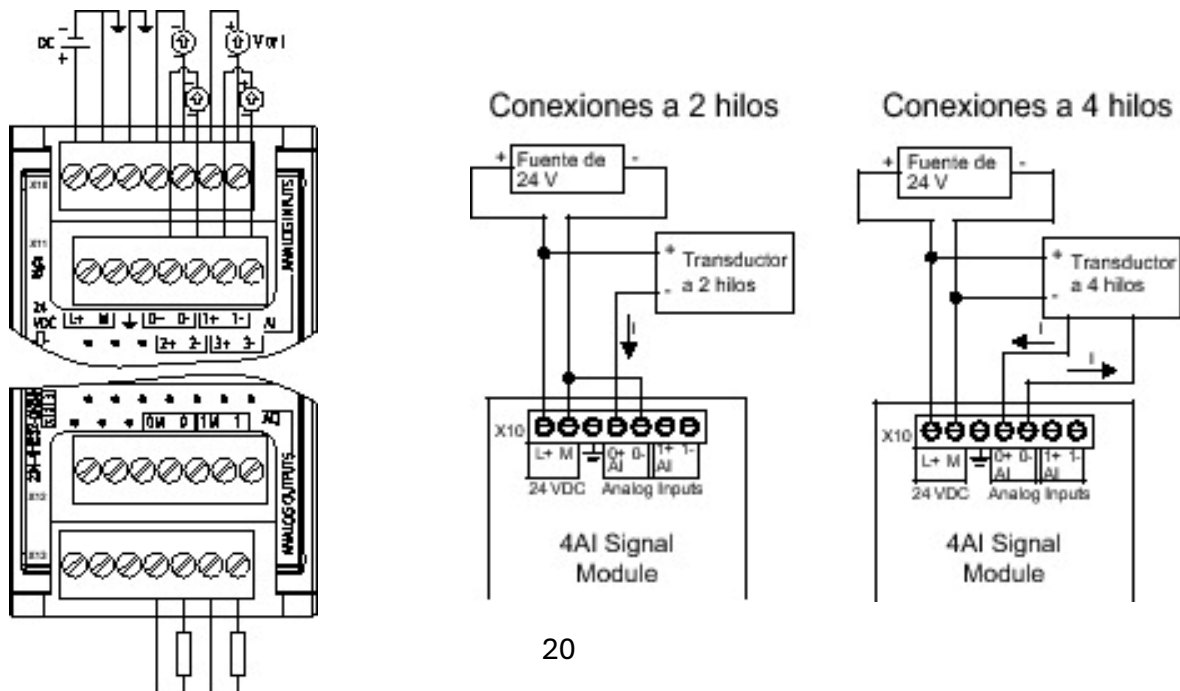 DC
V or I
X10
ANALOG INPUTS
X11
24
VDC
L+ M 0+ 0- 1+ 1- AI
2+ 2- 3+ 3-
0M 0 1M 1 AQ
X12
ANALOG OUTPUTS
X13
Conexiones a 2 hilos
+ Fuente de -
24 V
+ Transductor
- a 2 hilos
I
X10
L+ M 0+ 0- 1+ 1-
AI AI
24 VDC Analog Inputs
4AI Signal
Module
Conexiones a 4 hilos
+ Fuente de -
24 V
+ Transductor
- a 4 hilos
I
I
X10
L+ M 0+ 0- 1+ 1-
AI AI
24 VDC Analog Inputs
4AI Signal
Module
20